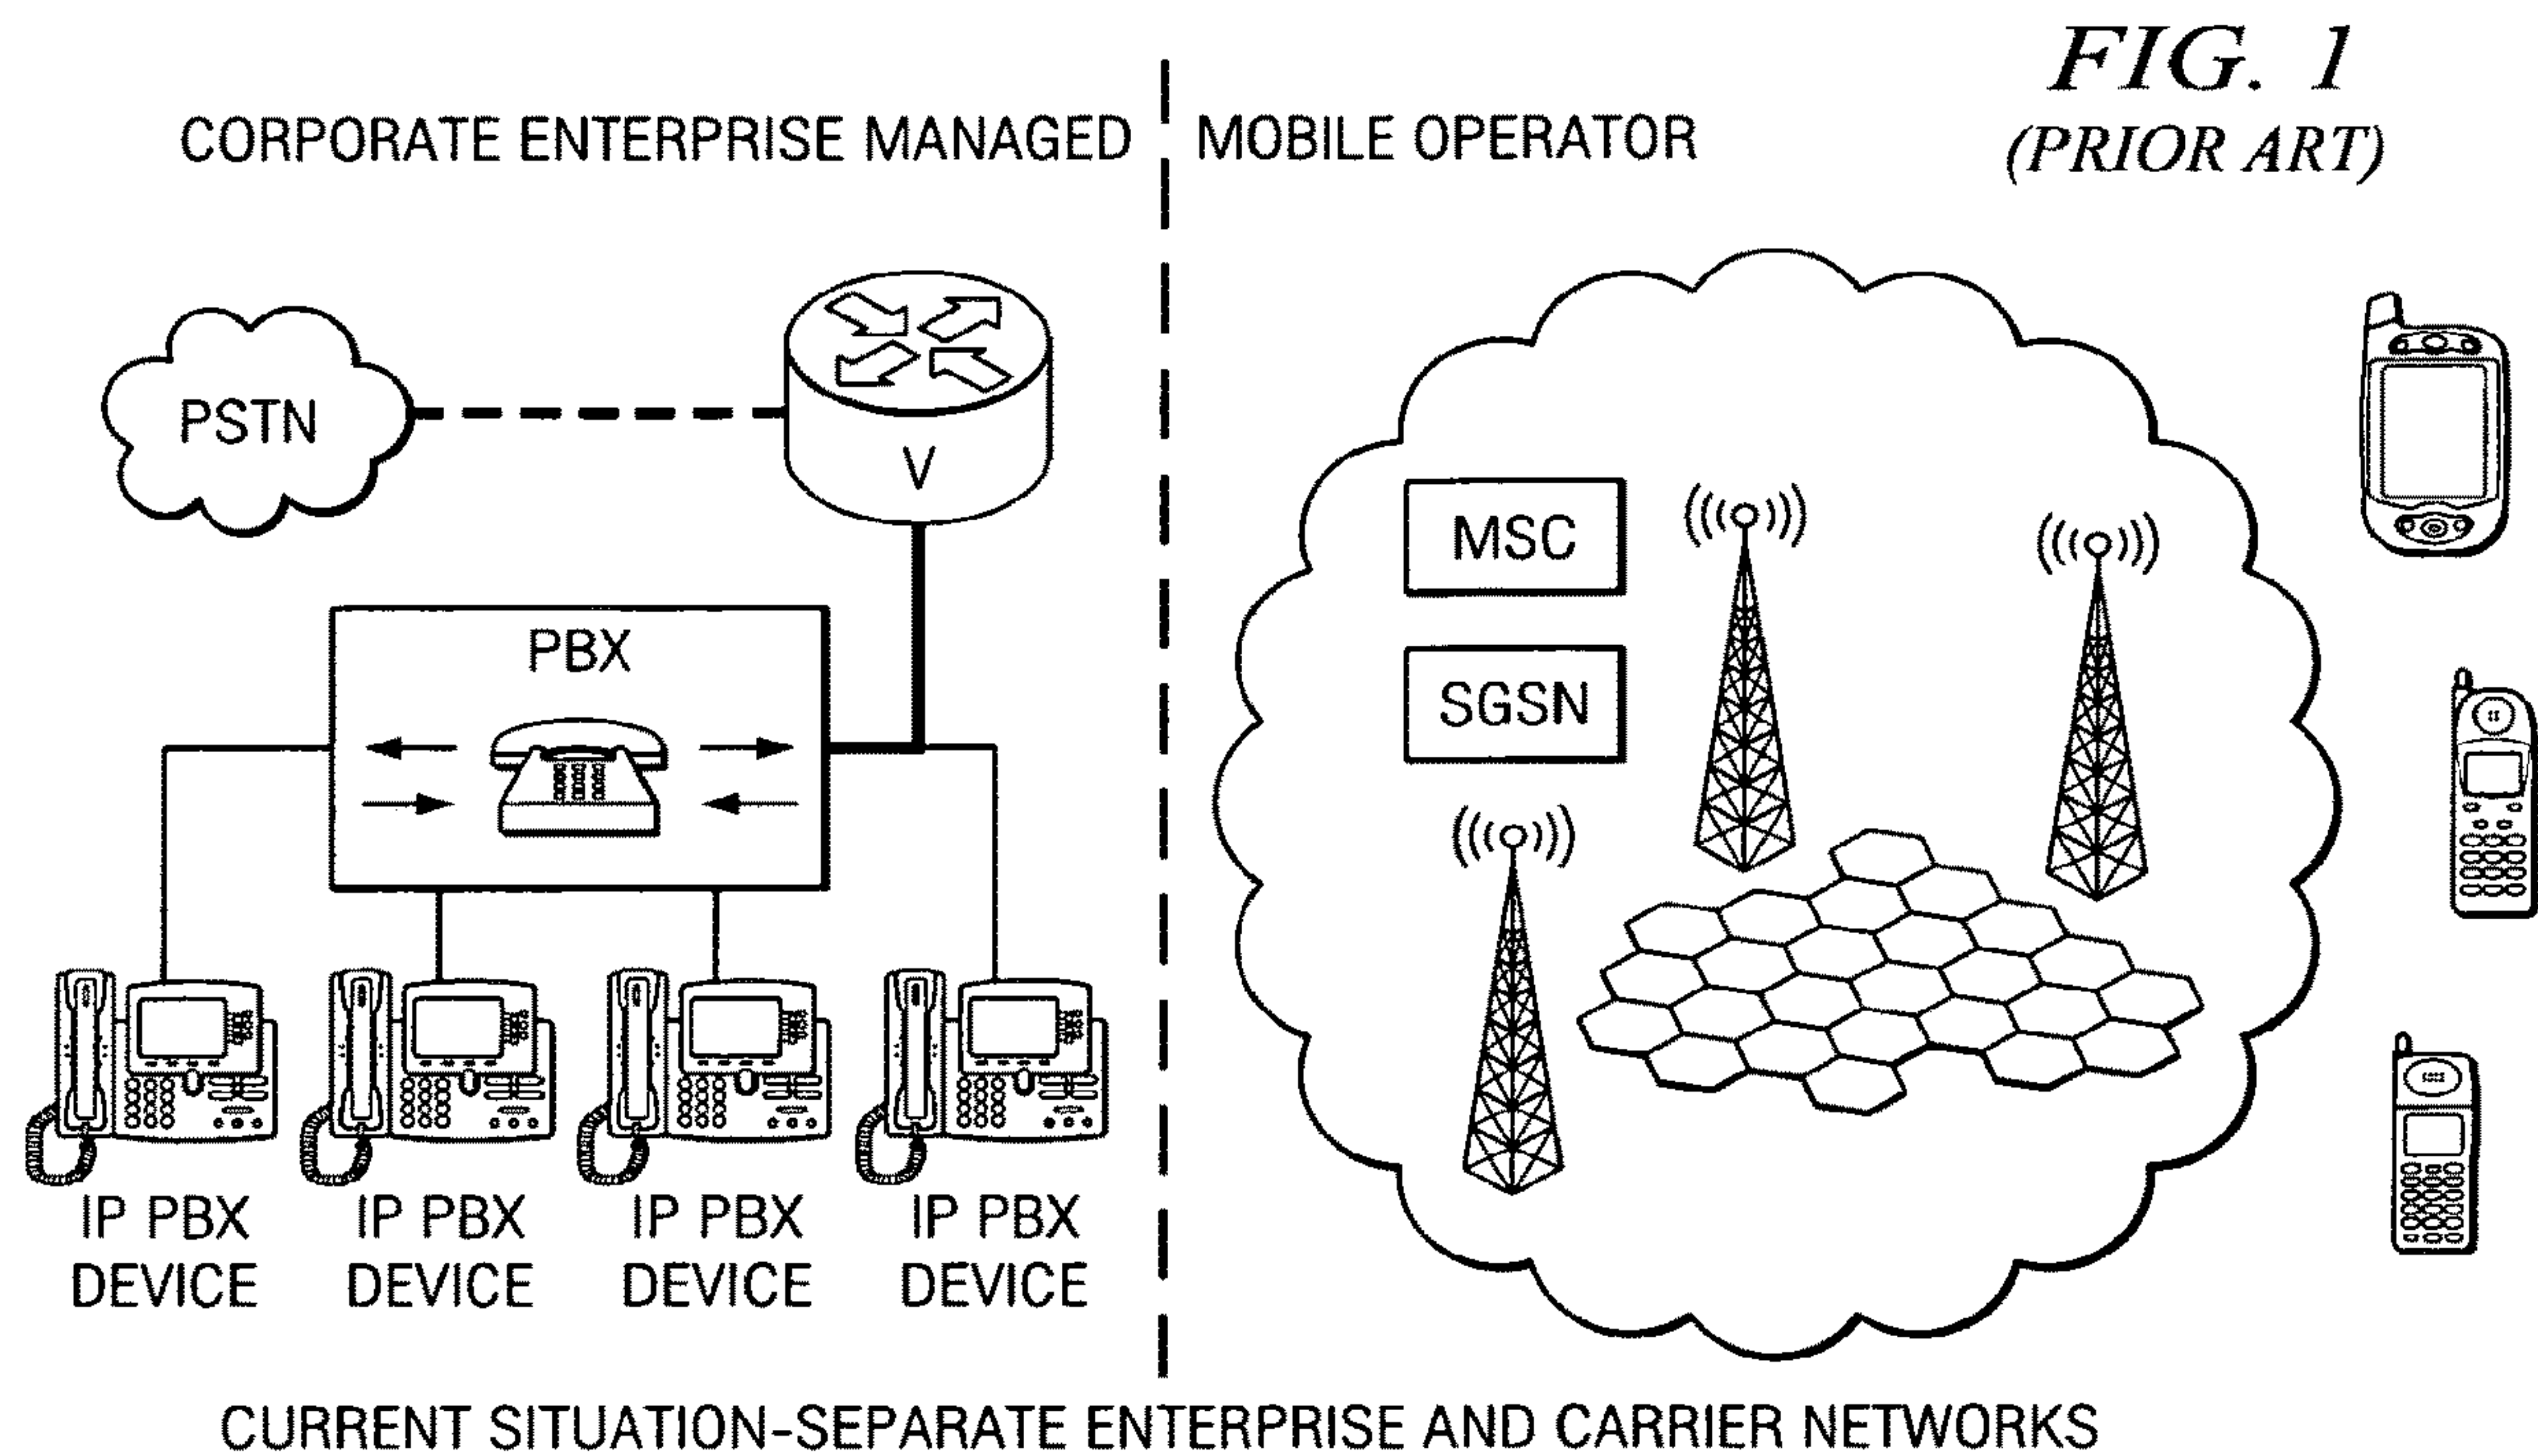 FIG. 1
(PRIOR ART)
CORPORATE ENTERPRISE MANAGED
MOBILE OPERATOR
PSTN
V
PBX
MSC
SGSN
IP PBX
DEVICE
IP PBX
DEVICE
IP PBX
DEVICE
IP PBX
DEVICE
CURRENT SITUATION-SEPARATE ENTERPRISE AND CARRIER NETWORKS